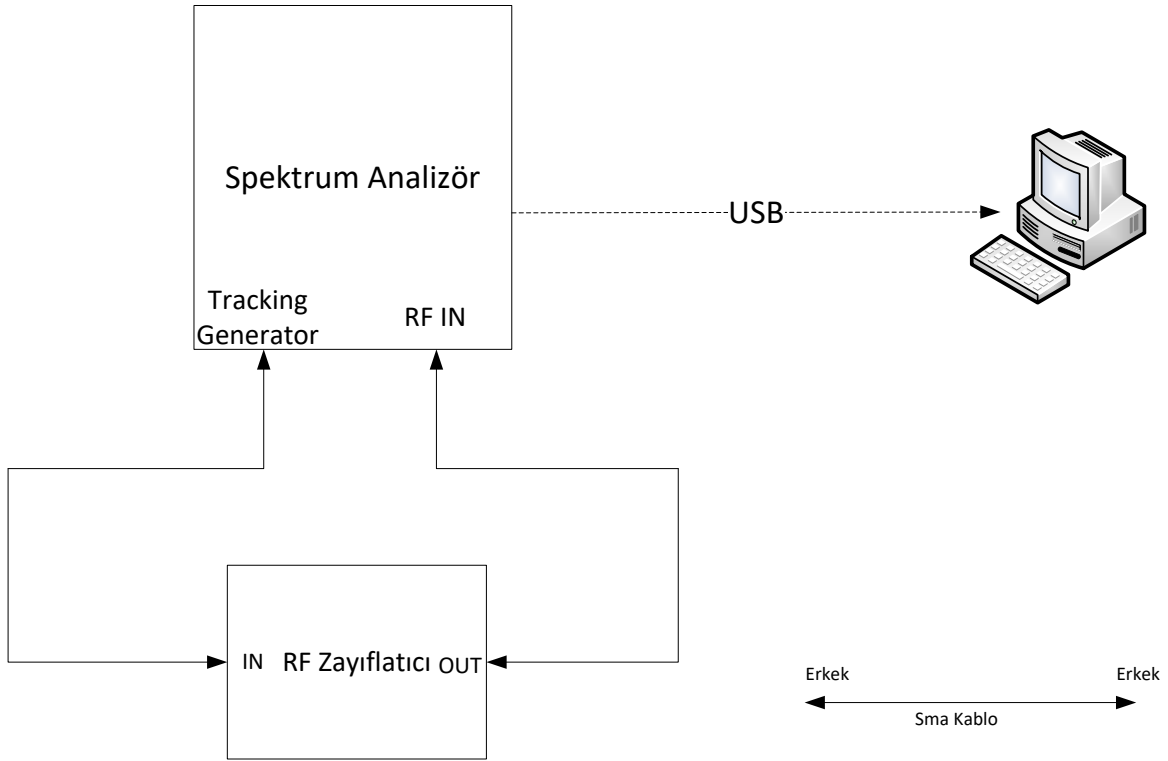 Spektrum Analizör
USB
Tracking
Generator
RF IN
IN
RF Zayıflatıcı
OUT
Erkek
Erkek
Sma Kablo